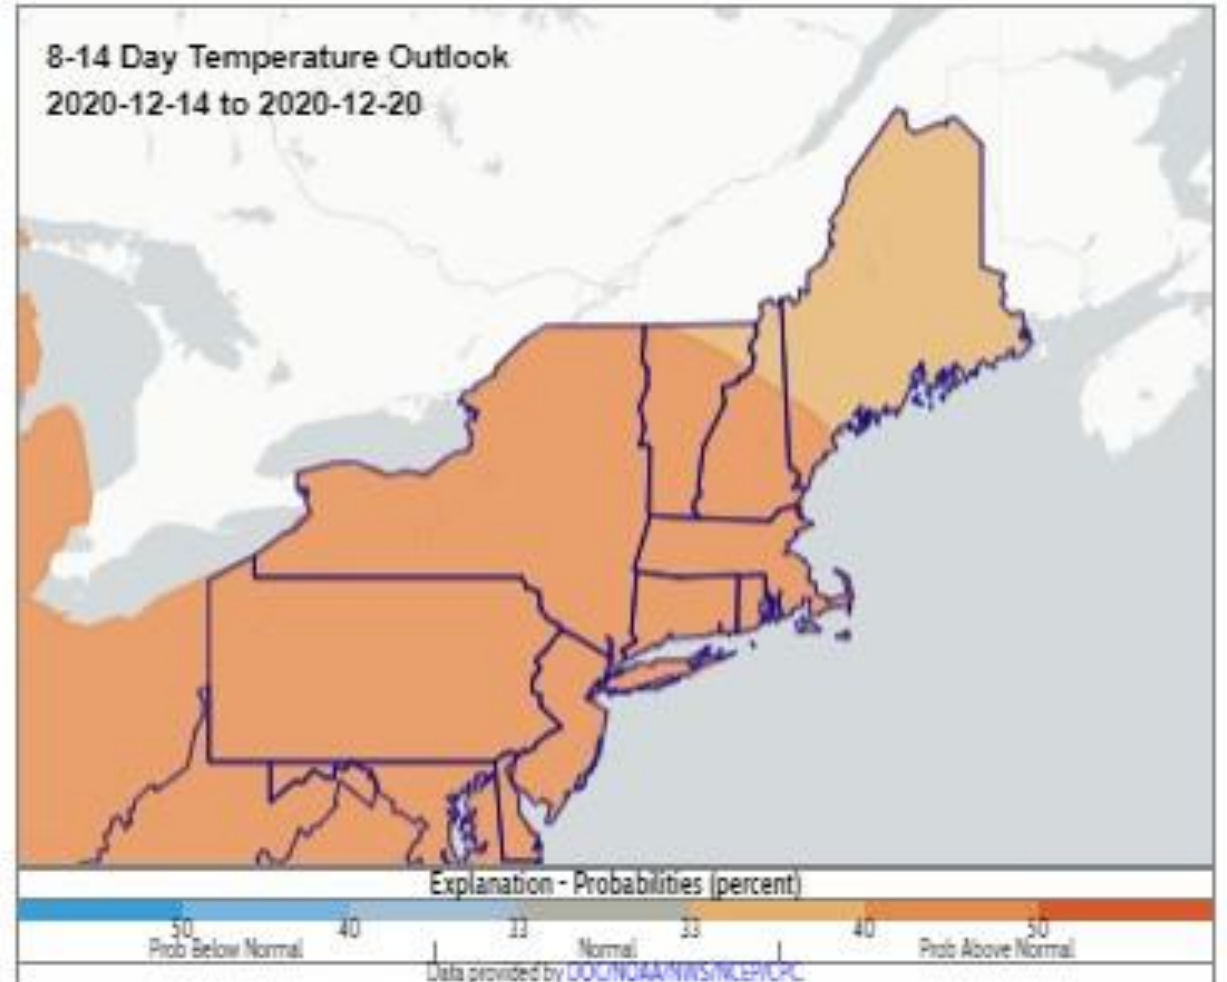 8-14 Day Temperature Outlook
2020-12-14 to 2020-12-20
Explanation - Probabilities (percent)
50 40 33 33 40 50
Prob Below Normal Normal Prob Above Normal
Data provided by DOC/NOAA/NWS/NCEP/CPC